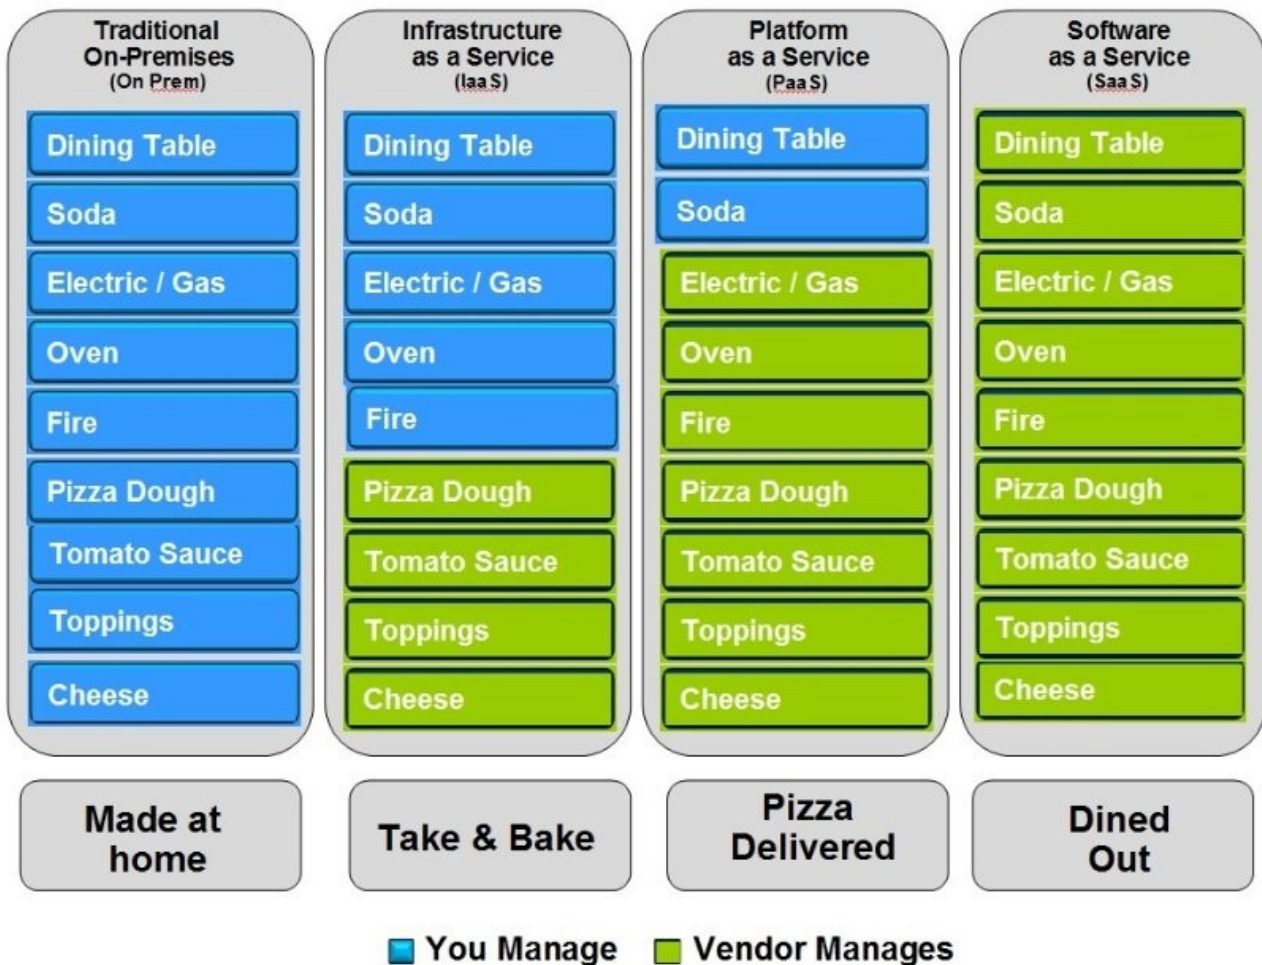 Traditional
On-Premises
(On Prem)
Dining Table
Soda
Electric / Gas
Oven
Fire
Pizza Dough
Tomato Sauce
Toppings
Cheese
Made at
home
Infrastructure
as a Service
(IaaS)
Dining Table
Soda
Electric / Gas
Oven
Fire
Pizza Dough
Tomato Sauce
Toppings
Cheese
Take & Bake
Platform
as a Service
(PaaS)
Dining Table
Soda
Electric / Gas
Oven
Fire
Pizza Dough
Tomato Sauce
Toppings
Cheese
Pizza
Delivered
Software
as a Service
(SaaS)
Dining Table
Soda
Electric / Gas
Oven
Fire
Pizza Dough
Tomato Sauce
Toppings
Cheese
Dined
Out
You Manage
Vendor Manages